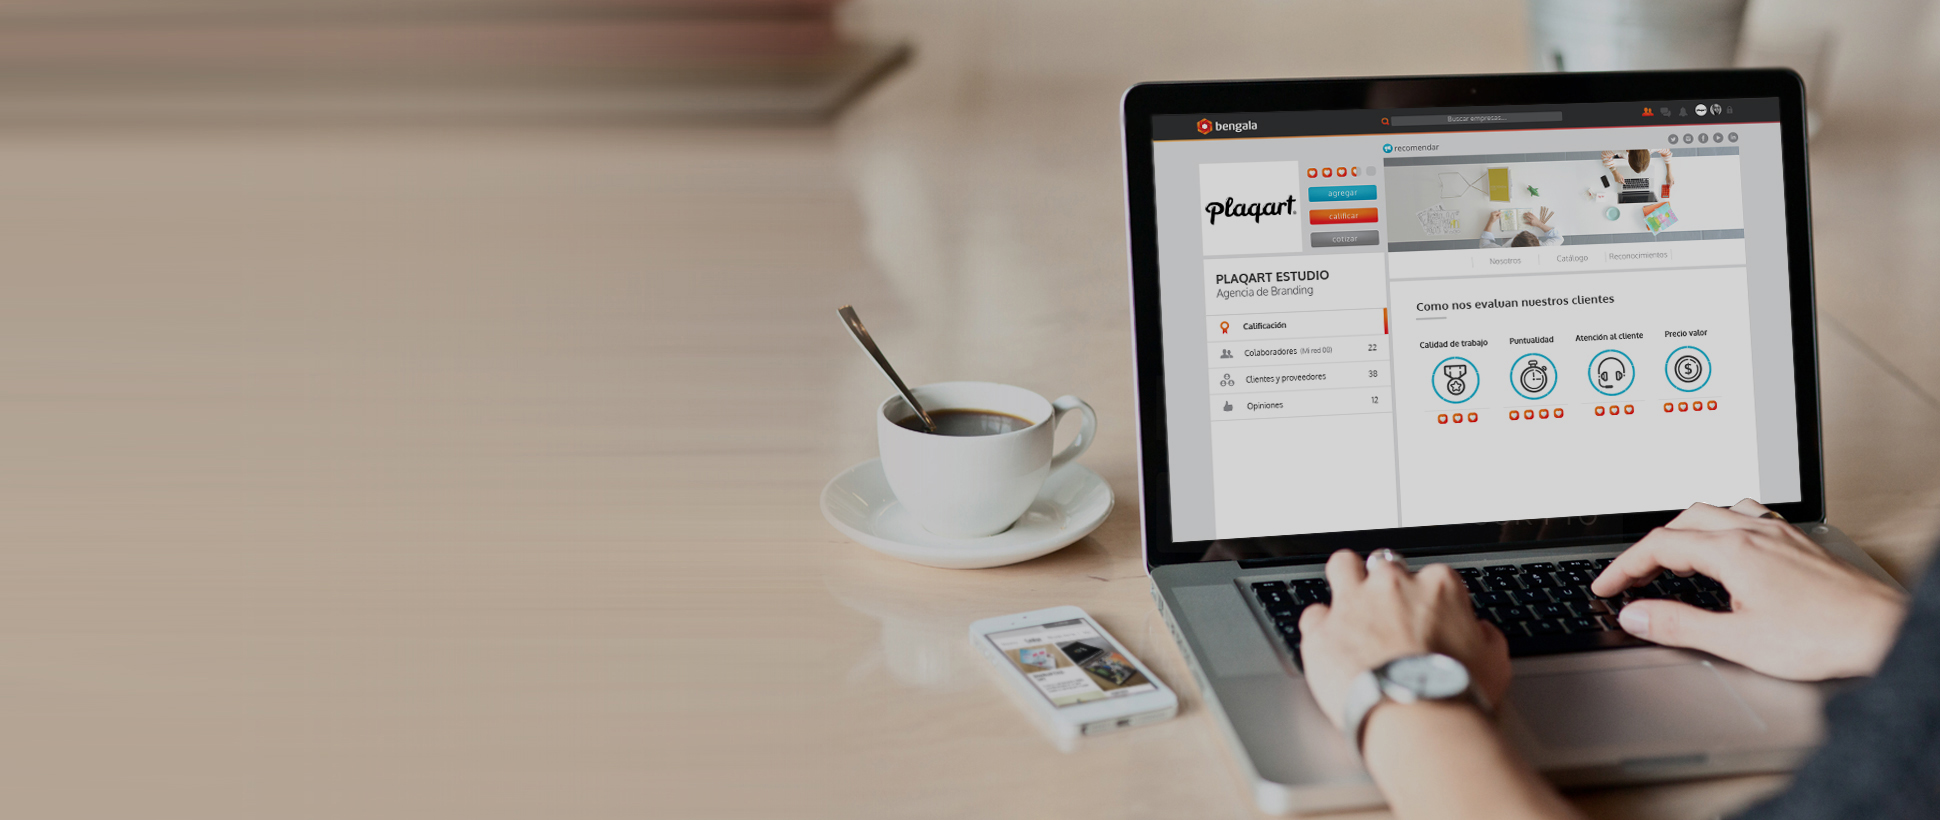 bengala
Buscar empresas...
recomendar
Plaqart
agregar
calificar
cotizar
Nosotros
Catálogo
Reconocimientos
PLAQART ESTUDIO
Agencia de Branding
Calificación
Colaboradores (Mi red 00) 22
Clientes y proveedores 38
Opiniones 12
Como nos evaluan nuestros clientes
Calidad de trabajo
Puntualidad
Atención al cliente
Precio valor